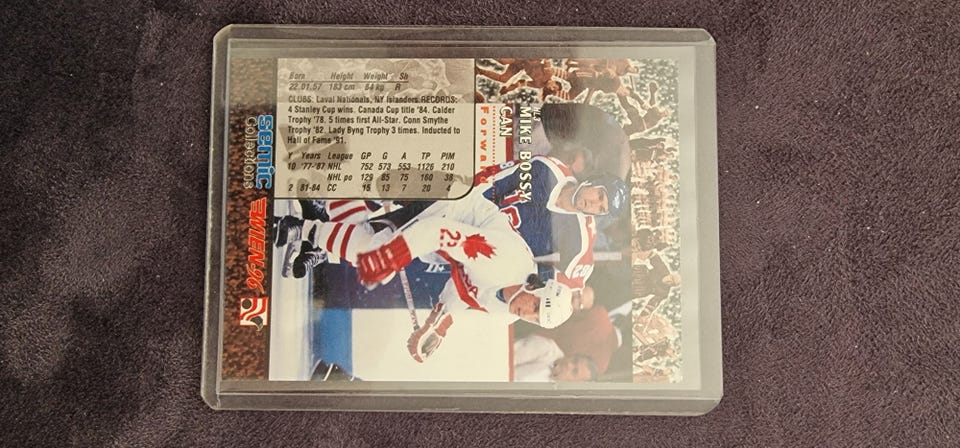 Born Height Weight Sh
22.01.57 183 cm 84 kg R
CLUBS: Laval Nationals, NY Islanders RECORDS:
4 Stanley Cup wins. Canada Cup title '84. Calder
Trophy '78. 5 times first All-Star. Conn Smythe
Trophy '82. Lady Byng Trophy 3 times. Inducted to
Hall of Fame '91.
Y Years League GP G A TP PIM
10 '77-'87 NHL 752 573 553 1126 210
NHL po 129 85 75 160 38
2 81-84 CC 15 13 7 20 4
MIKE BOSSY
CAN
Forward
semic
Collections
23
28